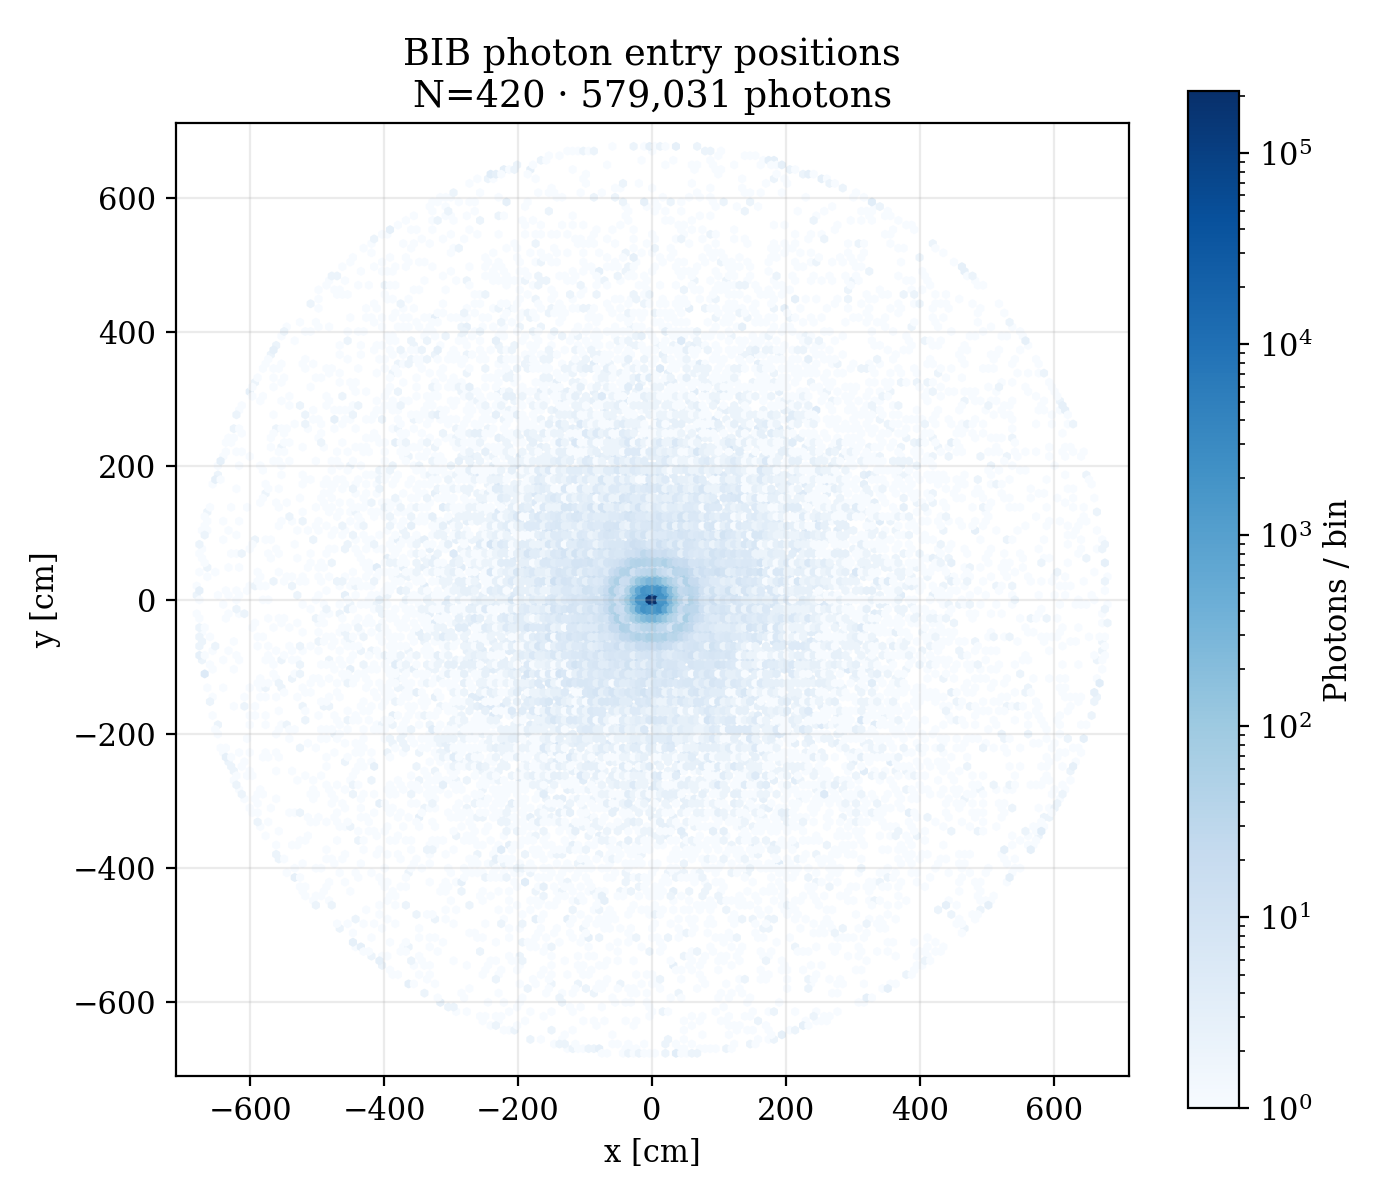 BIB photon entry positions
N=420 · 579,031 photons
y [cm]
600
400
200
0
−200
−400
−600
−600 −400 −200 0 200 400 600
x [cm]
10⁵
10⁴
10³
10²
10¹
10⁰
Photons / bin